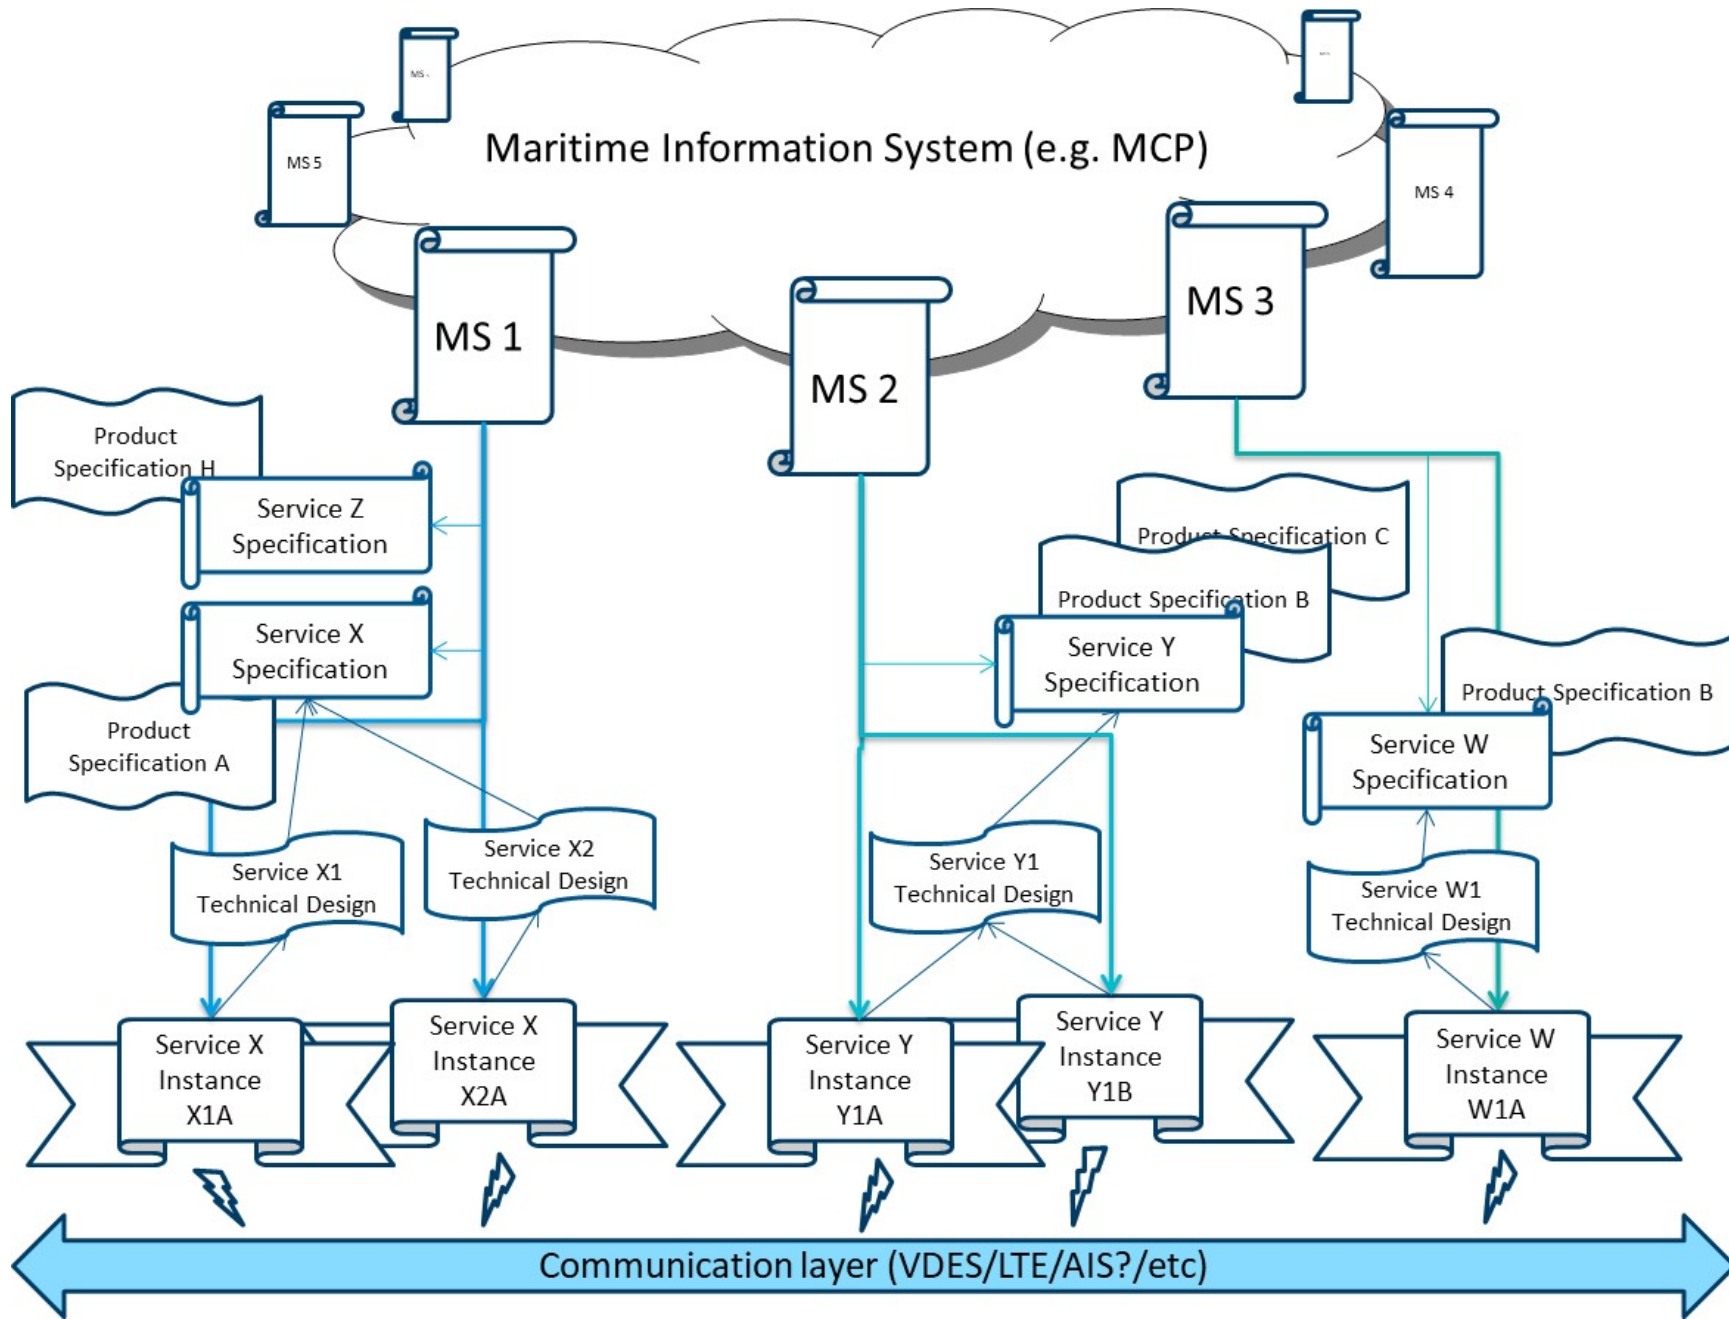 MS
Maritime Information System (e.g. MCP)
MS 5
MS 4
MS 1
MS 2
MS 3
Product
Specification H
Service Z
Specification
Service X
Specification
Product
Specification A
Product Specification C
Product Specification B
Service Y
Specification
Product Specification B
Service W
Specification
Service X1
Technical Design
Service X2
Technical Design
Service Y1
Technical Design
Service W1
Technical Design
Service X
Instance
X1A
Service X
Instance
X2A
Service Y
Instance
Y1A
Service Y
Instance
Y1B
Service W
Instance
W1A
Communication layer (VDES/LTE/AIS?/etc)